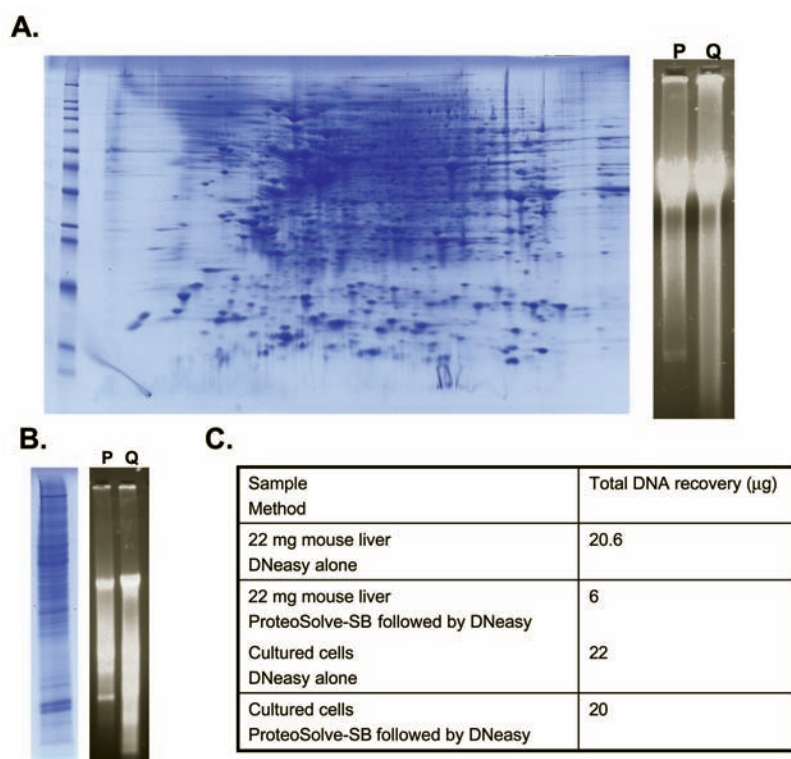 A.
P Q
B.
P Q
C.
Sample Total DNA recovery (μg)
Method
22 mg mouse liver 20.6
DNeasy alone
22 mg mouse liver 6
ProteoSolve-SB followed by DNeasy
Cultured cells 22
DNeasy alone
Cultured cells 20
ProteoSolve-SB followed by DNeasy